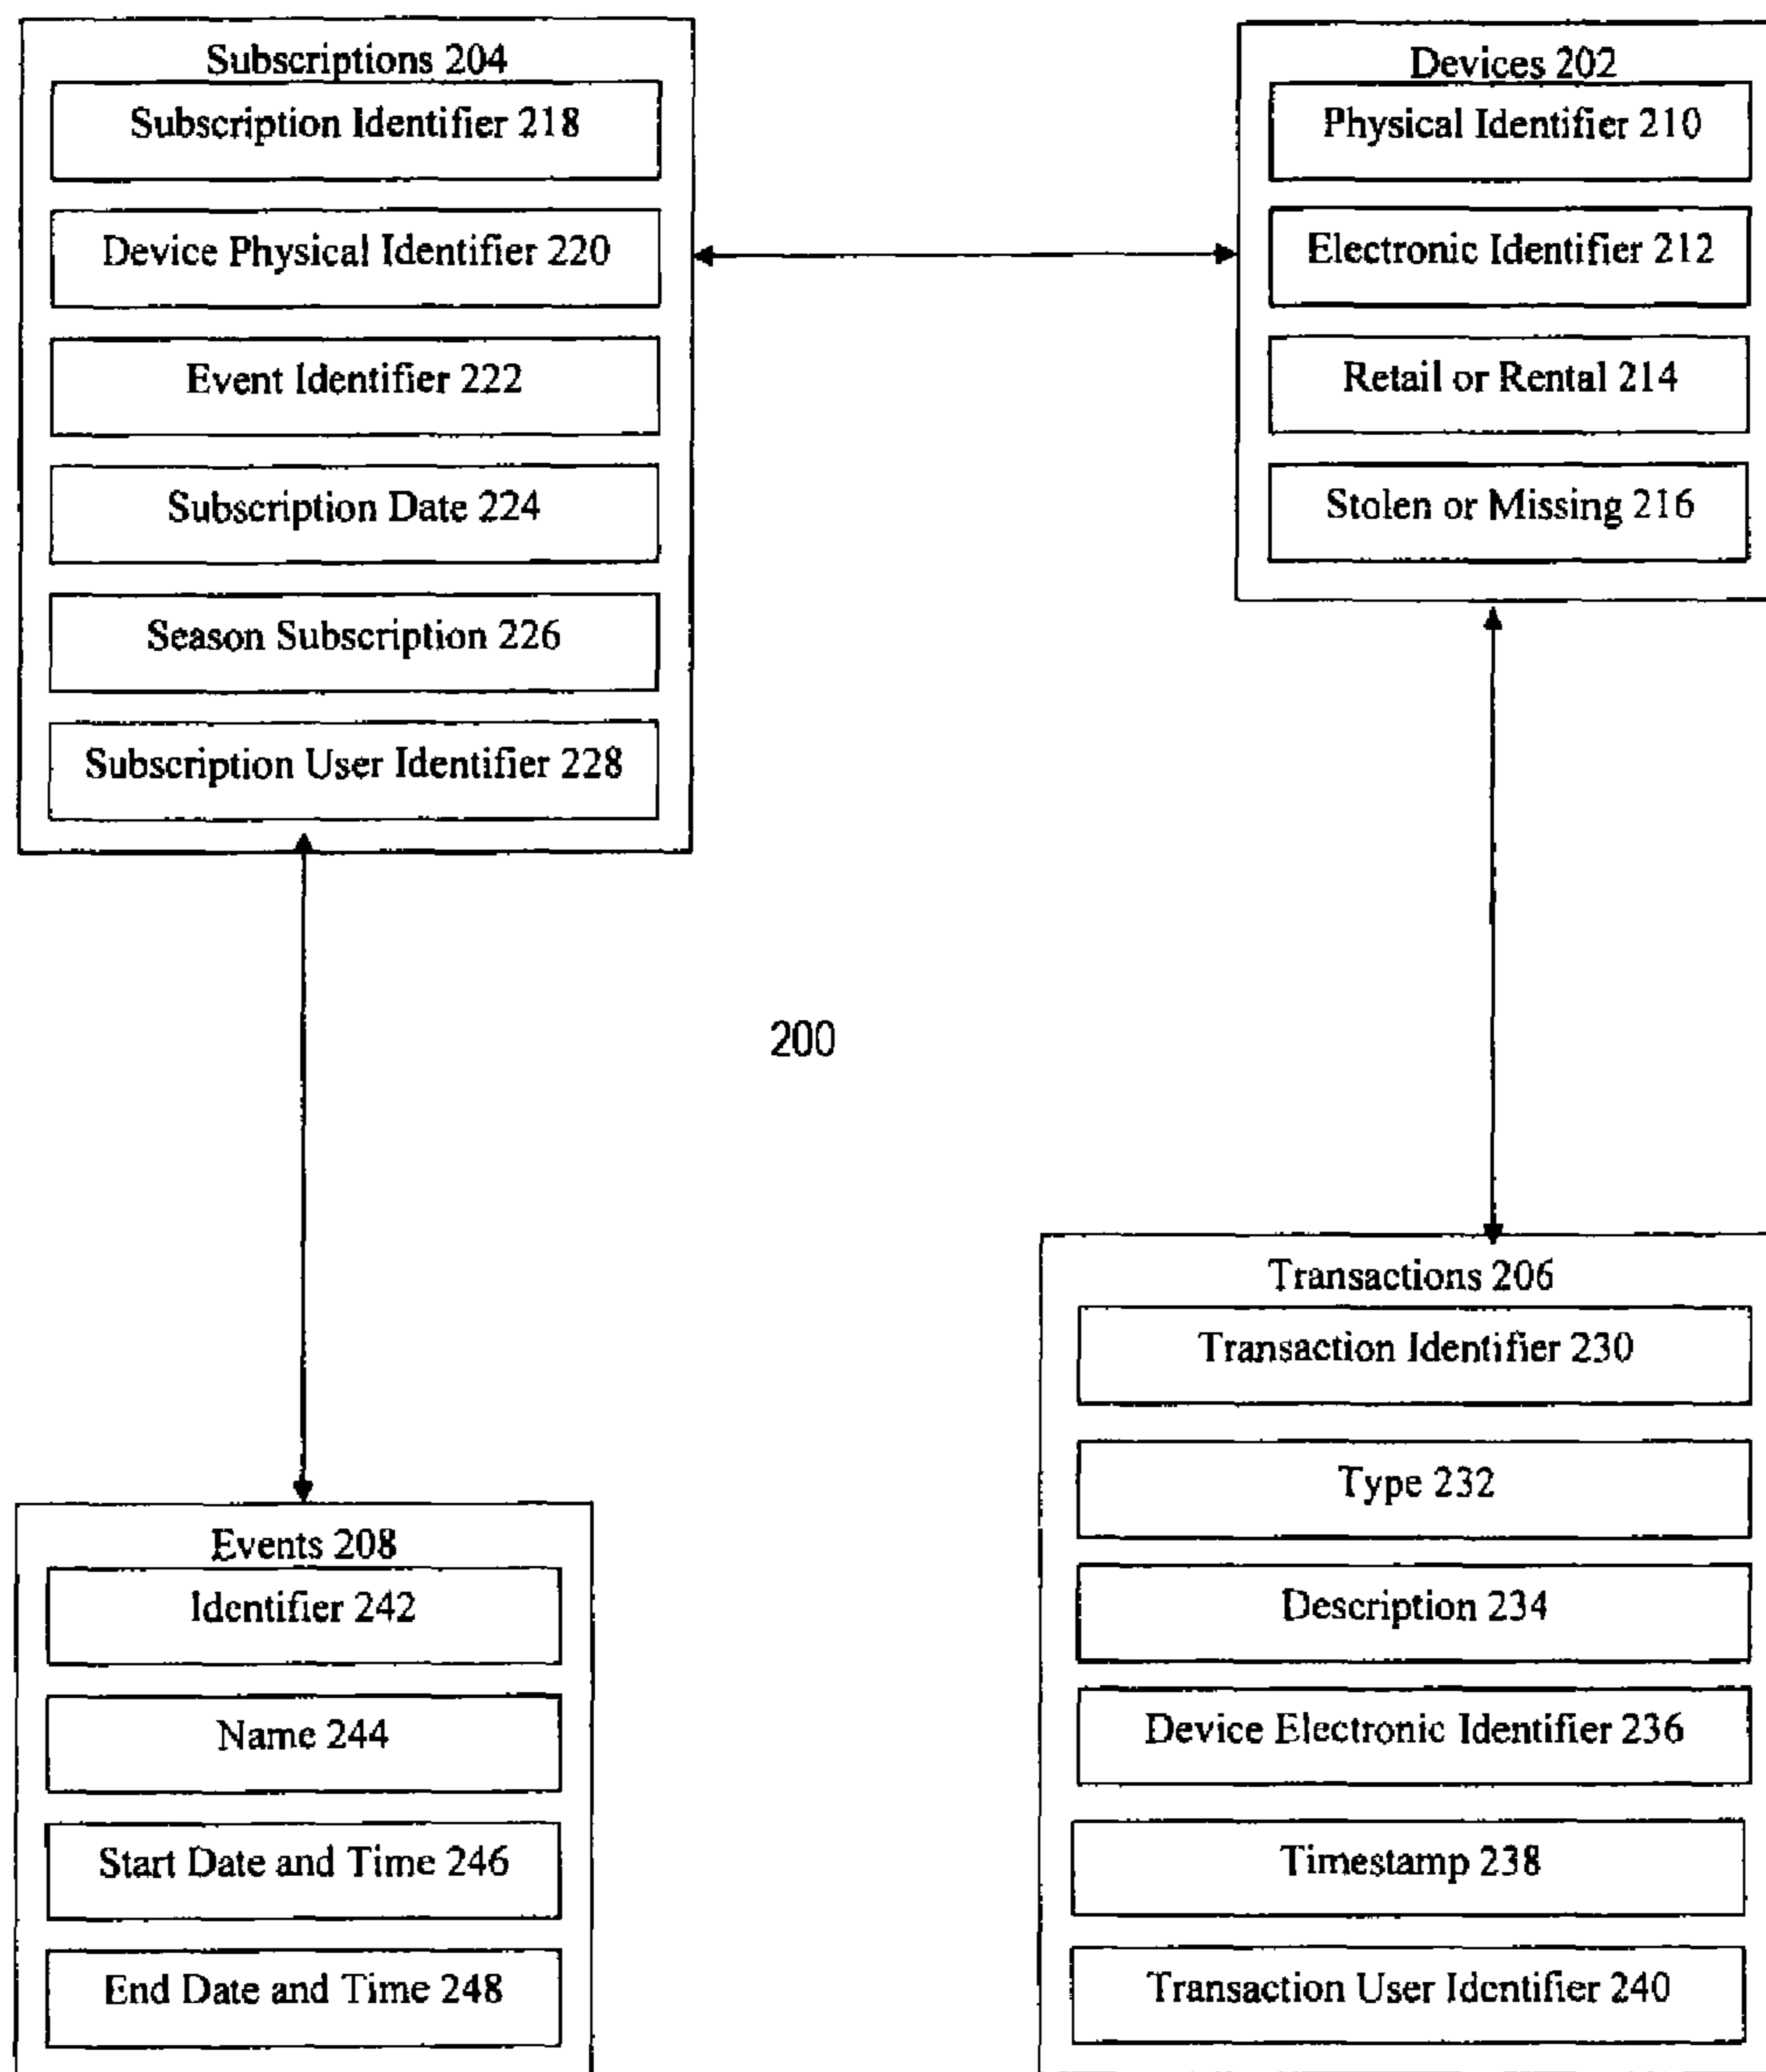 Subscriptions 204
Subscription Identifier 218
Device Physical Identifier 220
Event Identifier 222
Subscription Date 224
Season Subscription 226
Subscription User Identifier 228
Devices 202
Physical Identifier 210
Electronic Identifier 212
Retail or Rental 214
Stolen or Missing 216
200
Events 208
Identifier 242
Name 244
Start Date and Time 246
End Date and Time 248
Transactions 206
Transaction Identifier 230
Type 232
Description 234
Device Electronic Identifier 236
Timestamp 238
Transaction User Identifier 240